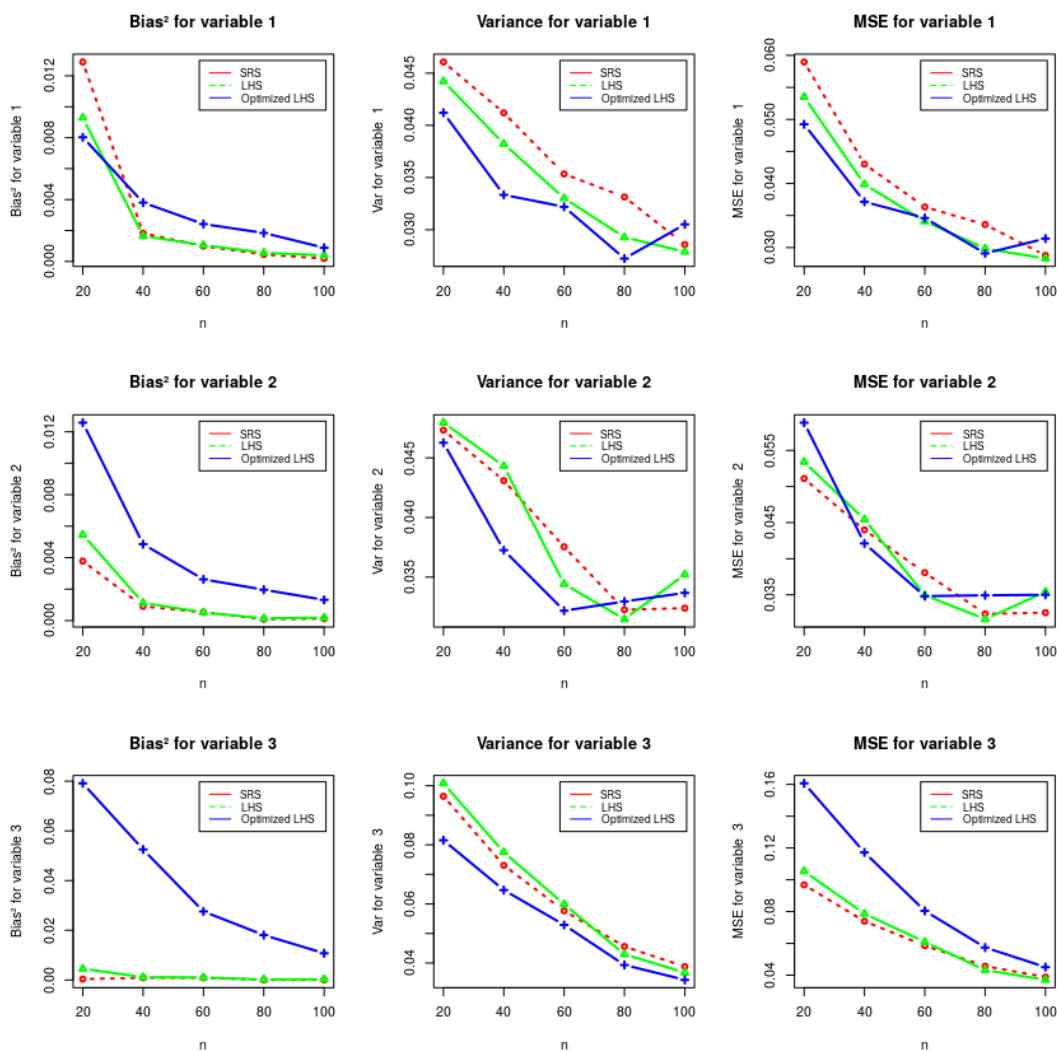 Bias² for variable 1
Bias² for variable 1
0.000
0.004
0.008
0.012
SRS
LHS
Optimized LHS
20 40 60 80 100
n
Variance for variable 1
Var for variable 1
0.030
0.035
0.040
0.045
SRS
LHS
Optimized LHS
20 40 60 80 100
n
MSE for variable 1
MSE for variable 1
0.030
0.040
0.050
0.060
SRS
LHS
Optimized LHS
20 40 60 80 100
n
Bias² for variable 2
Bias² for variable 2
0.000
0.004
0.008
0.012
SRS
LHS
Optimized LHS
20 40 60 80 100
n
Variance for variable 2
Var for variable 2
0.035
0.040
0.045
SRS
LHS
Optimized LHS
20 40 60 80 100
n
MSE for variable 2
MSE for variable 2
0.035
0.045
0.055
SRS
LHS
Optimized LHS
20 40 60 80 100
n
Bias² for variable 3
Bias² for variable 3
0.00
0.02
0.04
0.06
0.08
SRS
LHS
Optimized LHS
20 40 60 80 100
n
Variance for variable 3
Var for variable 3
0.04
0.06
0.08
0.10
SRS
LHS
Optimized LHS
20 40 60 80 100
n
MSE for variable 3
MSE for variable 3
0.04
0.08
0.12
0.16
SRS
LHS
Optimized LHS
20 40 60 80 100
n